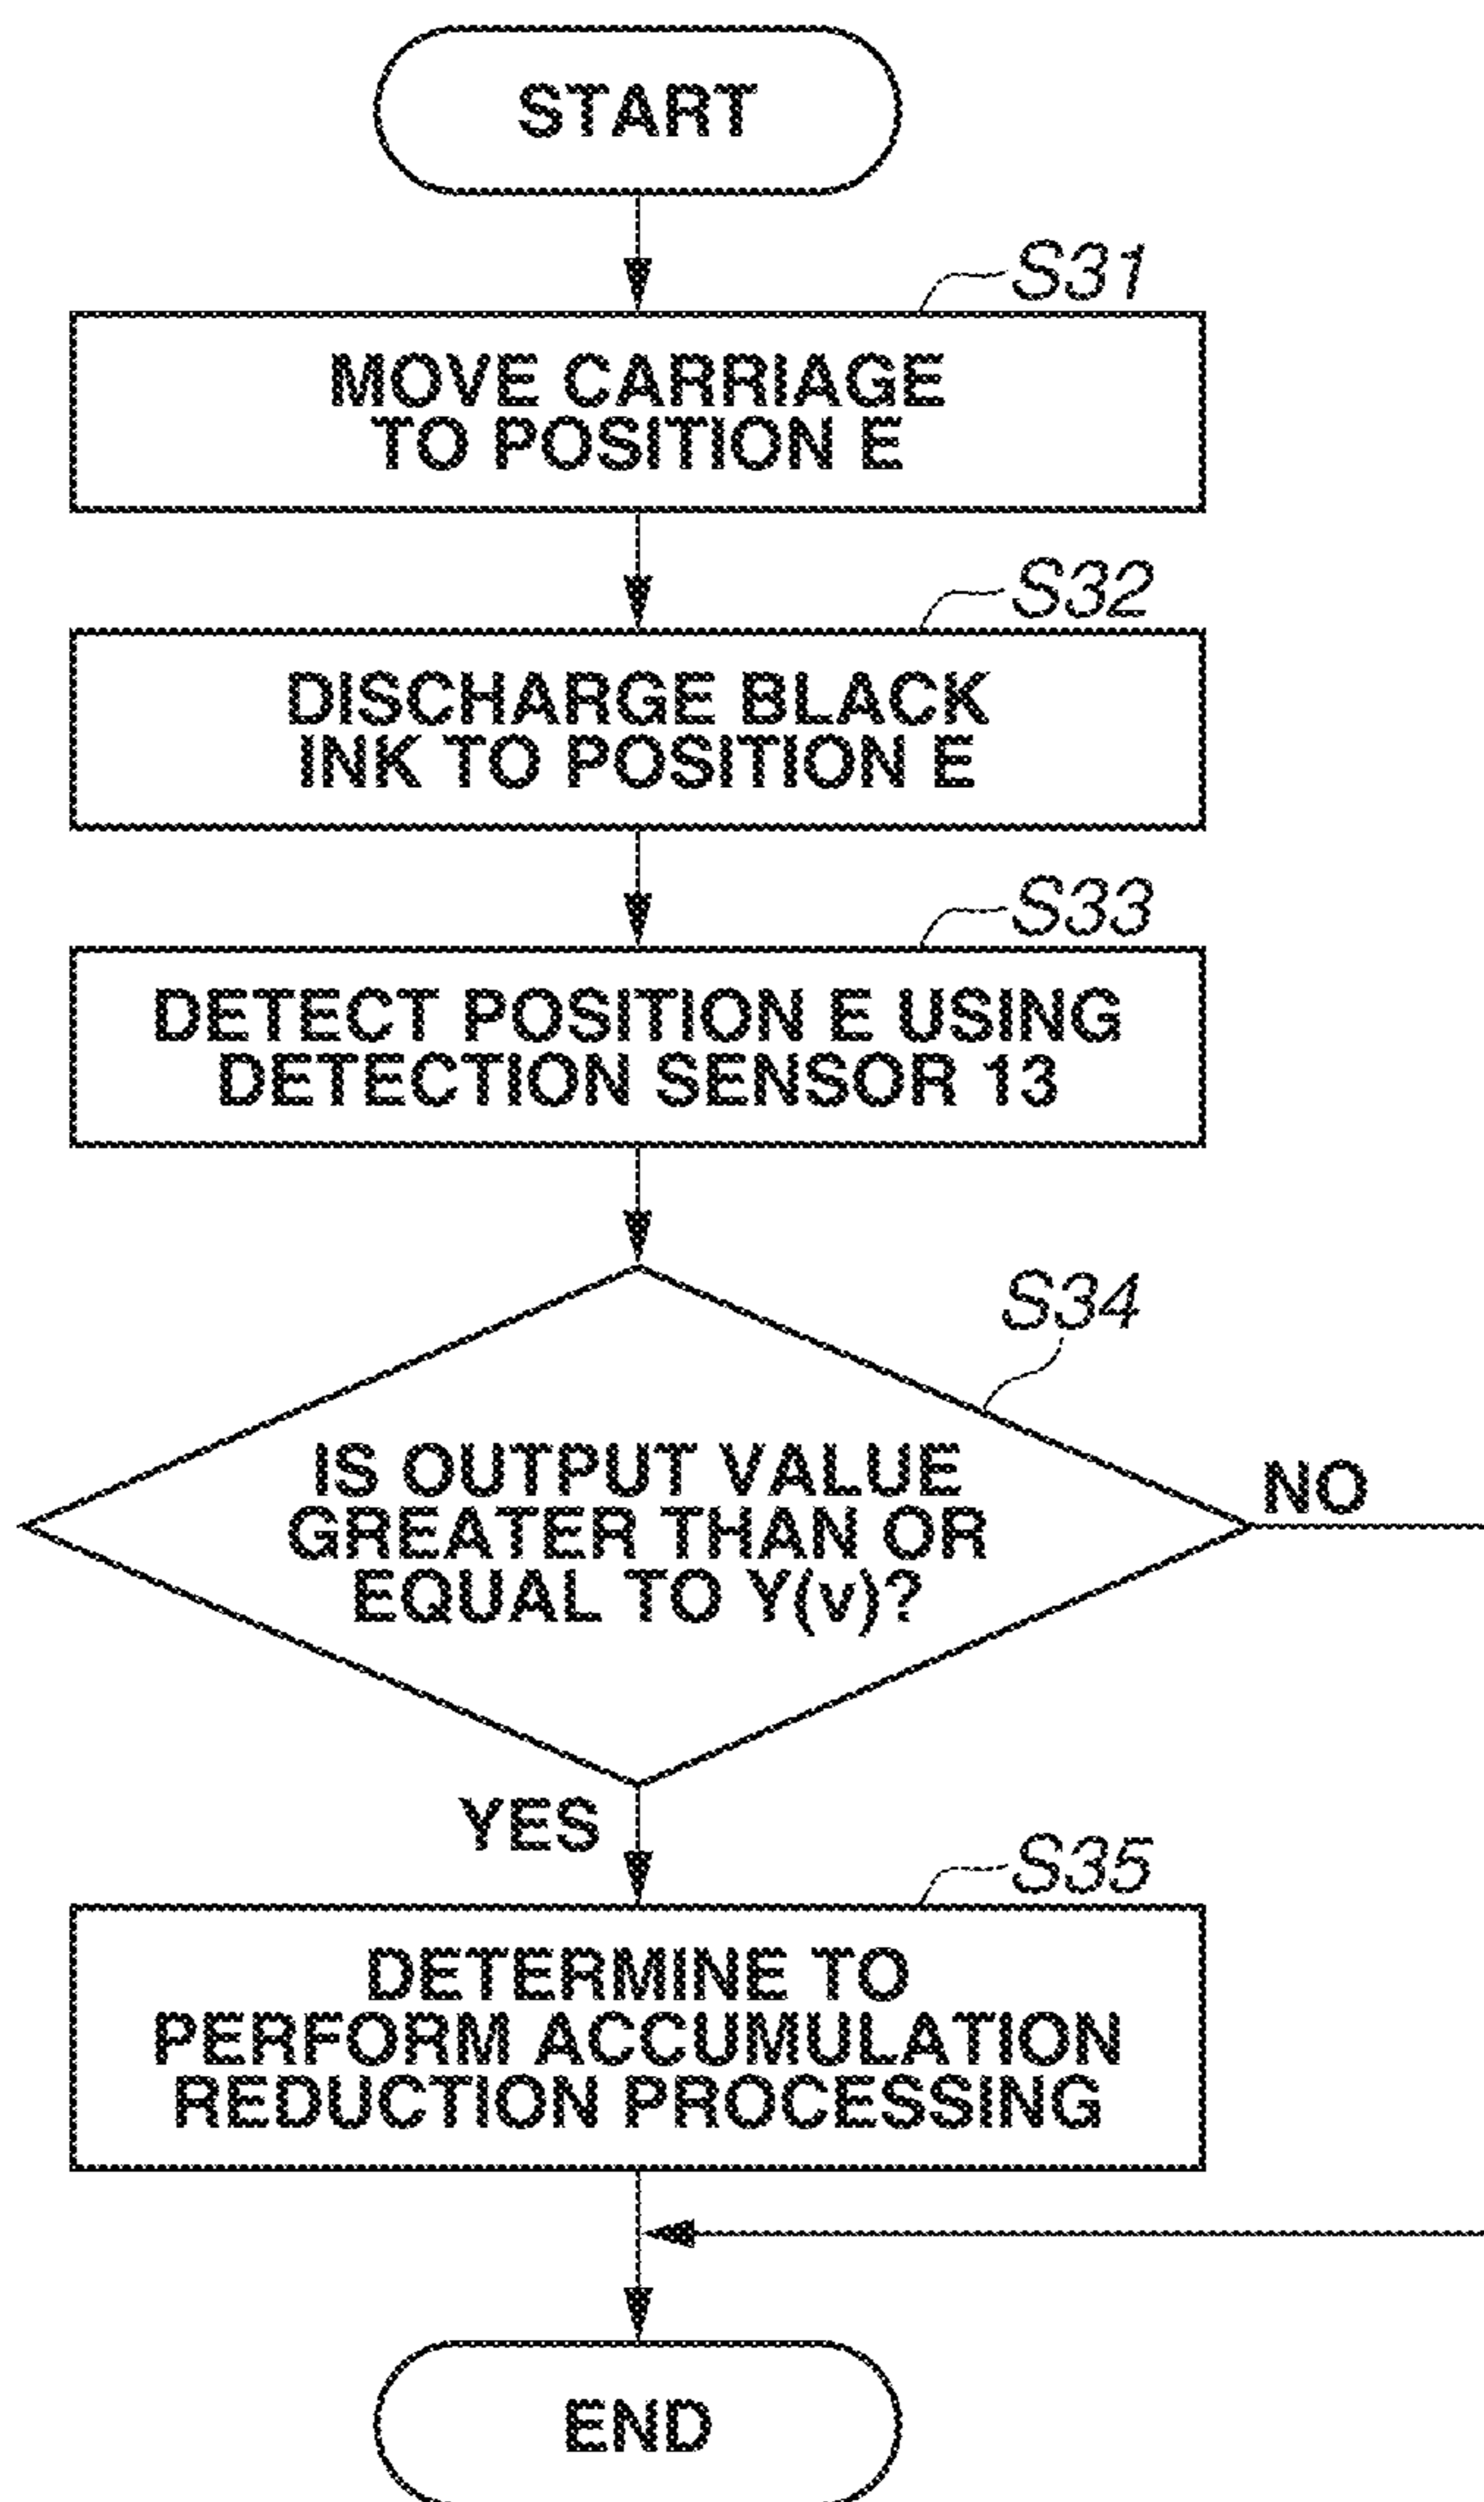 START
S31
MOVE CARRIAGE
TO POSITION E
S32
DISCHARGE BLACK
INK TO POSITION E
S33
DETECT POSITION E USING
DETECTION SENSOR 13
S34
IS OUTPUT VALUE
GREATER THAN OR
EQUAL TO Y(v)?
NO
YES
S35
DETERMINE TO
PERFORM ACCUMULATION
REDUCTION PROCESSING
END